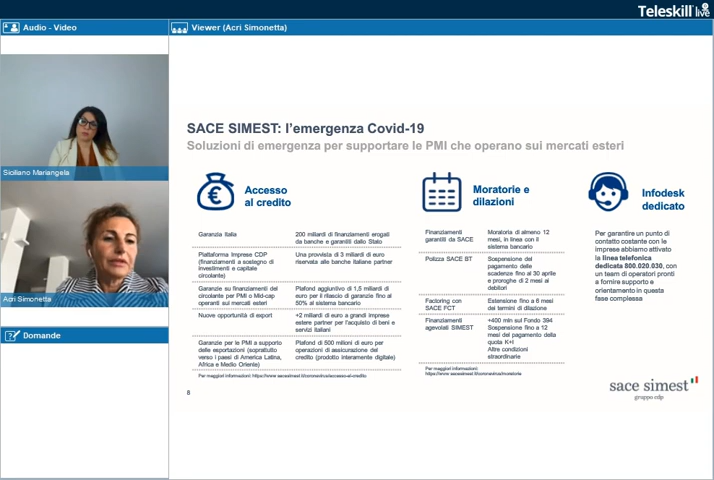 Teleskill live
Audio - Video
Viewer (Acri Simonetta)
Siciliano Mariangela
Acri Simonetta
Domande
SACE SIMEST: l'emergenza Covid-19
Soluzioni di emergenza per supportare le PMI che operano sui mercati esteri
Accesso
al credito
Garanzia Italia
200 miliardi di finanziamenti erogati
da banche e garantiti dallo Stato
Piattaforma Imprese CDP
(finanziamenti a sostegno di
investimenti e capitale
circolante)
Una provvista di 3 miliardi di euro
riservata alle banche italiane partner
Garanzie su finanziamenti del
circolante per PMI o Mid-cap
operanti sui mercati esteri
Plafond aggiuntivo di 1,5 miliardi di
euro per il rilascio di garanzie fino al
50% al sistema bancario
Nuove opportunità di export
+2 miliardi di euro a grandi imprese
estere partner per l'acquisto di beni e
servizi italiani
Garanzie per le PMI a supporto
delle esportazioni (soprattutto
verso i paesi di America Latina,
Africa e Medio Oriente)
Plafond di 500 milioni di euro per
operazioni di assicurazione del
credito (prodotto interamente digitale)
Per maggiori informazioni: https://www.sacesimest.it/coronavirus/accesso-al-credito
Moratorie e
dilazioni
Finanziamenti
garantiti da SACE
Moratoria di almeno 12
mesi, in linea con il
sistema bancario
Polizza SACE BT
Sospensione del
pagamento delle
scadenze fino al 30 aprile
e proroghe di 2 mesi ai
debitori
Factoring con
SACE FCT
Estensione fino a 6 mesi
dei termini di dilazione
Finanziamenti
agevolati SIMEST
+400 mln sul Fondo 394
Sospensione fino a 12
mesi del pagamento della
quota K+I
Altre condizioni
straordinarie
Per maggiori informazioni:
https://www.sacesimest.it/coronavirus/moratorie
Infodesk
dedicato
Per garantire un punto di
contatto costante con le
imprese abbiamo attivato
la linea telefonica
dedicata 800.020.030, con
un team di operatori pronti
a fornire supporto e
orientamento in questa
fase complessa
8
sace simest
gruppo cdp